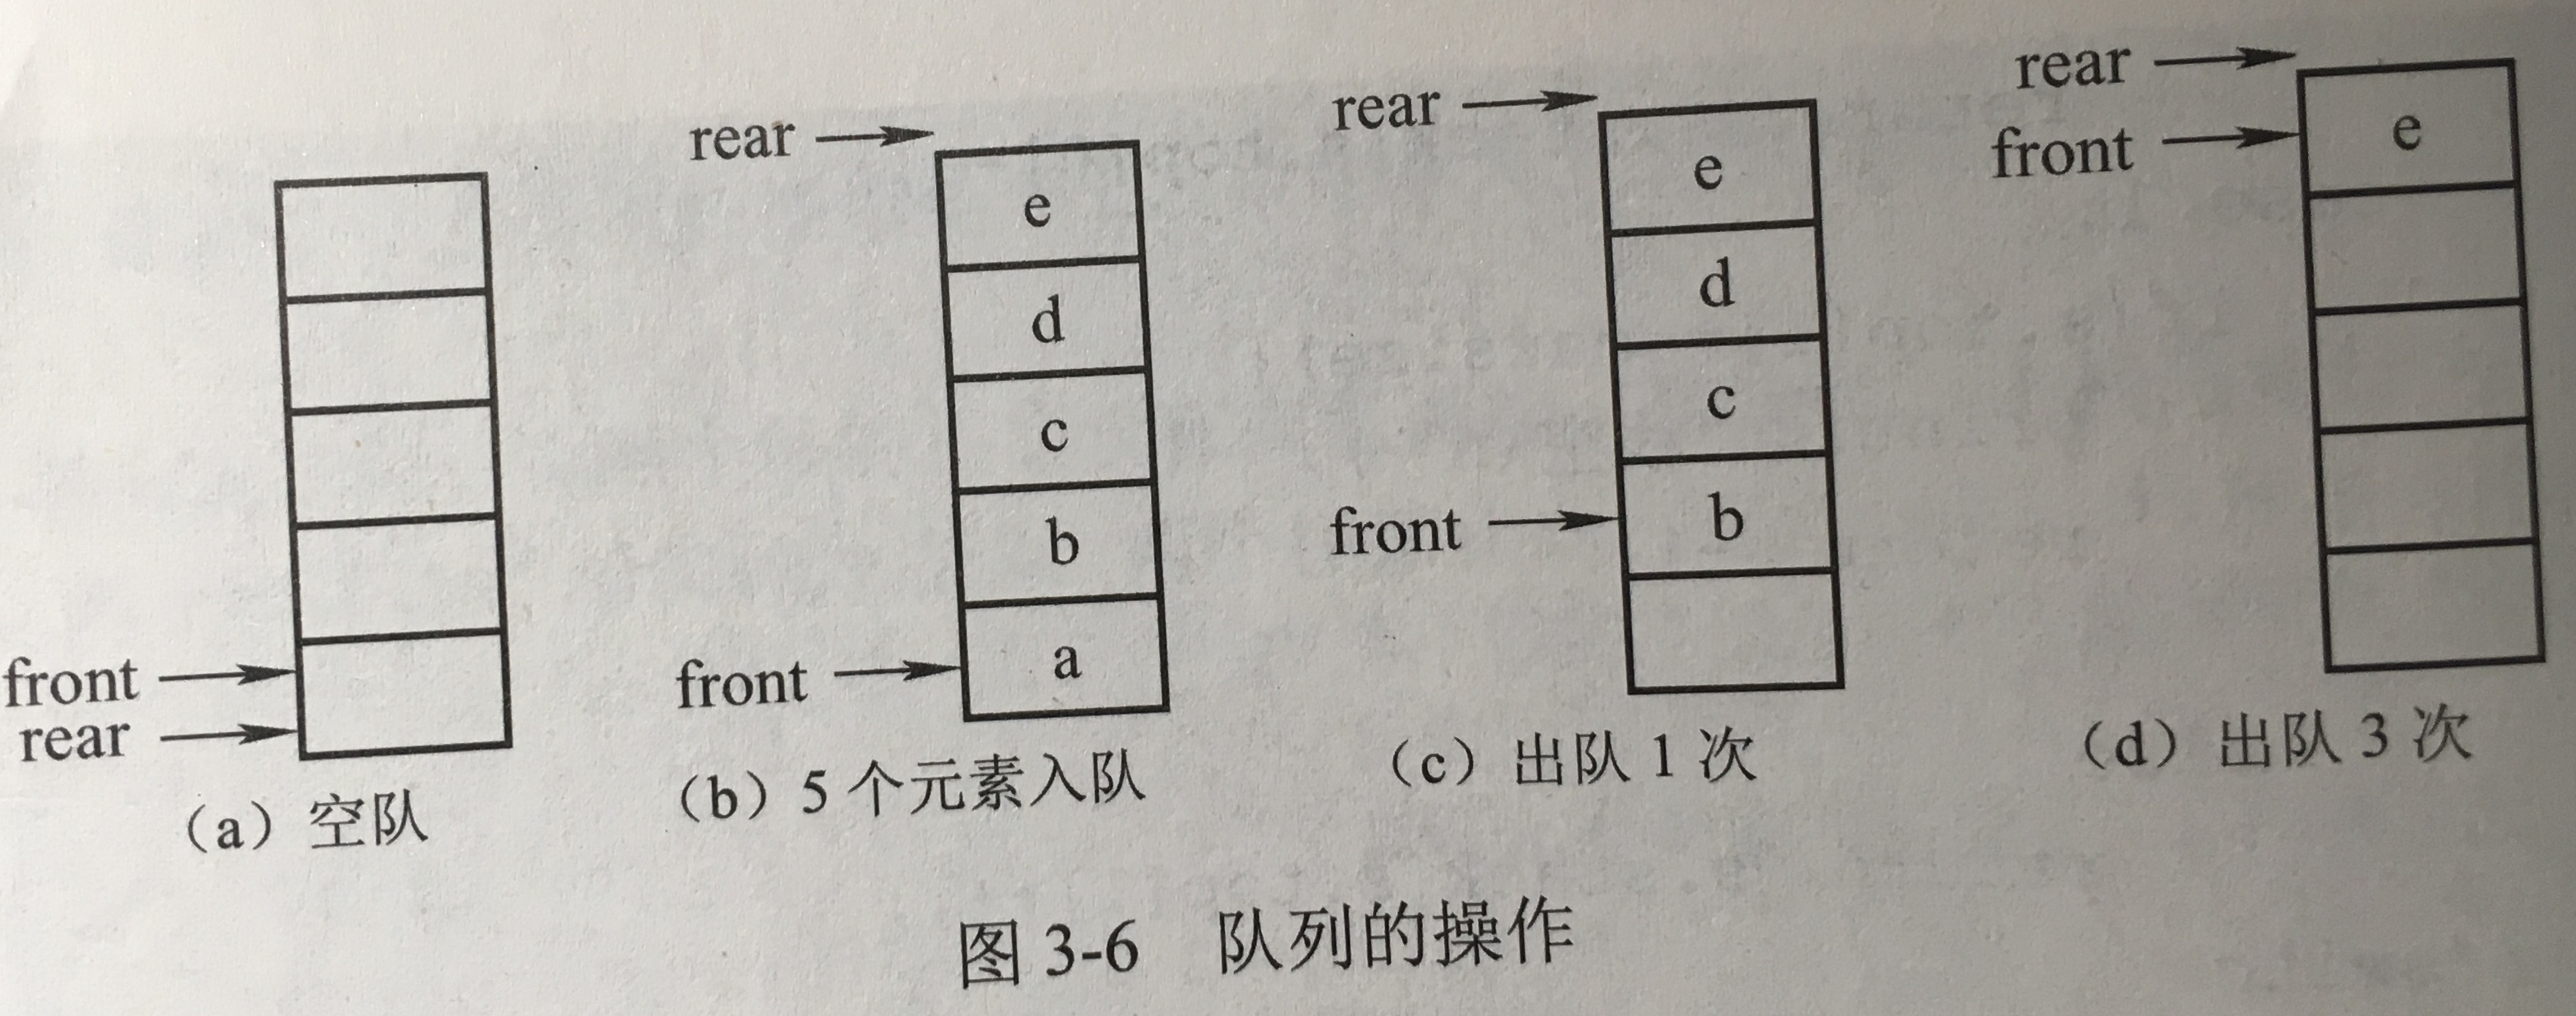 front
rear
(a)空队
rear
e
d
c
b
front
a
(b)5 个元素入队
rear
e
d
c
front
b
(c)出队 1 次
rear
front
e
(d)出队 3 次
图 3-6 队列的操作